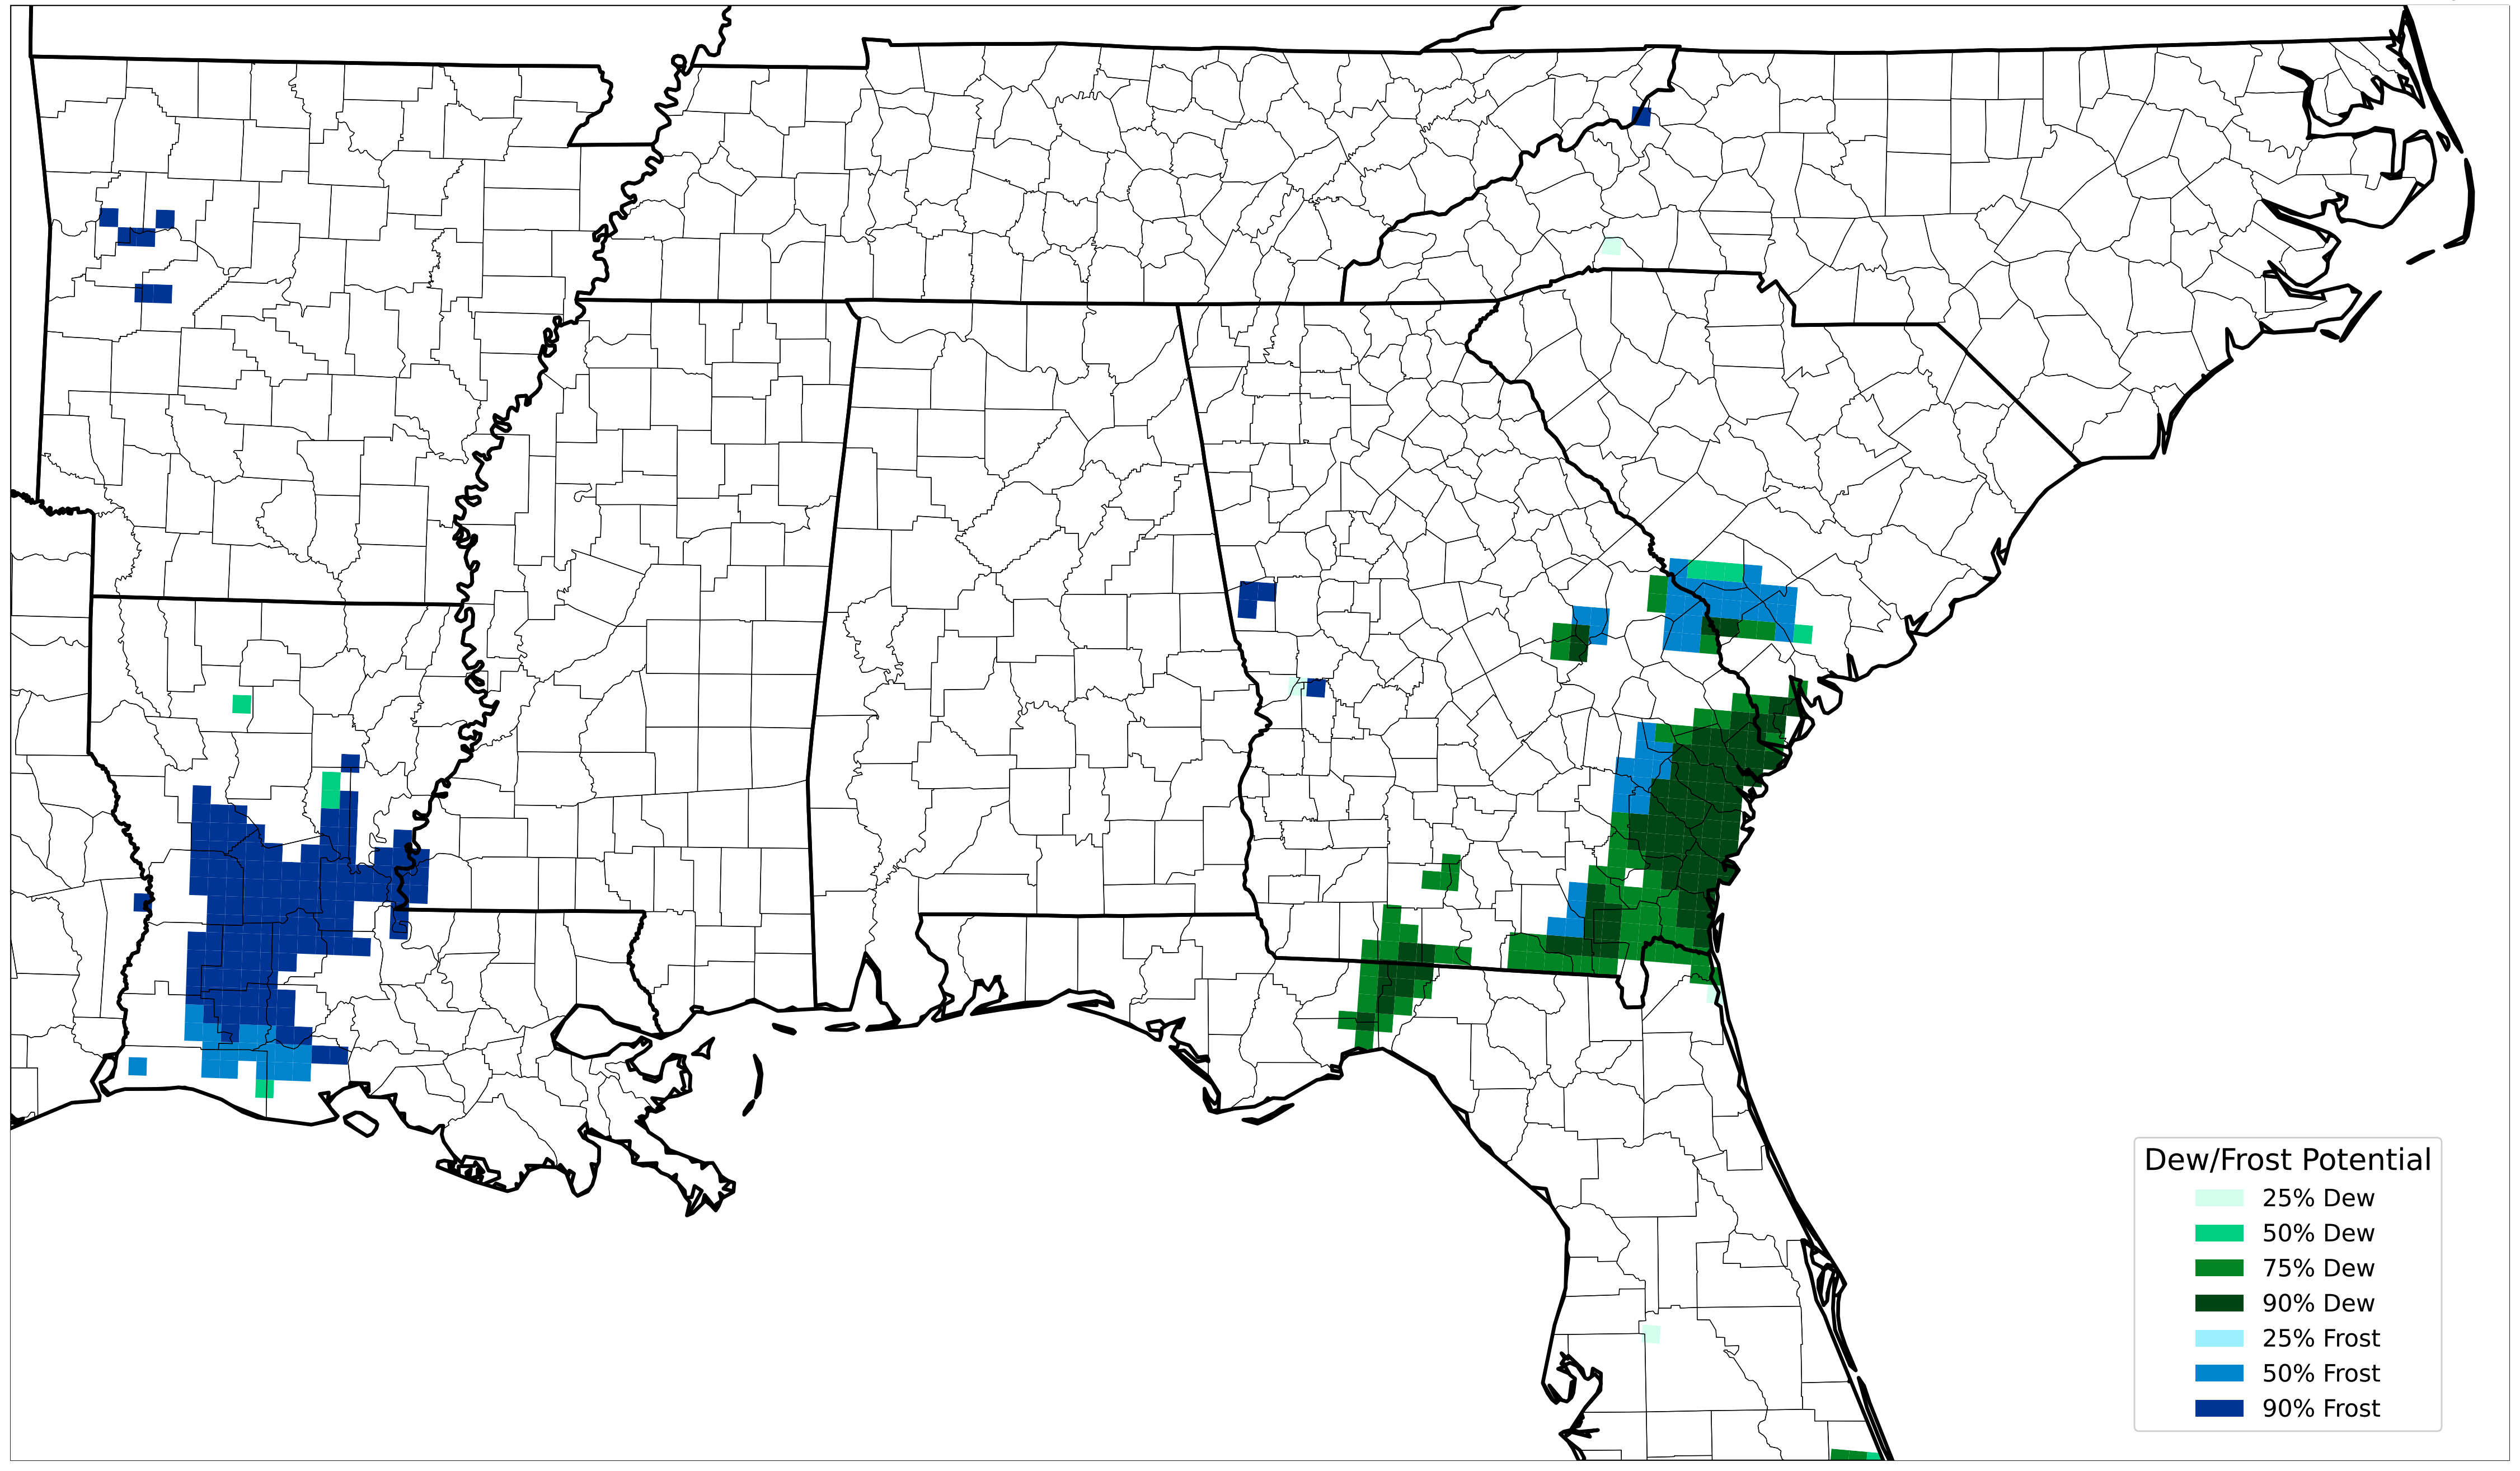 Dew/Frost Potential
25% Dew
50% Dew
75% Dew
90% Dew
25% Frost
50% Frost
90% Frost